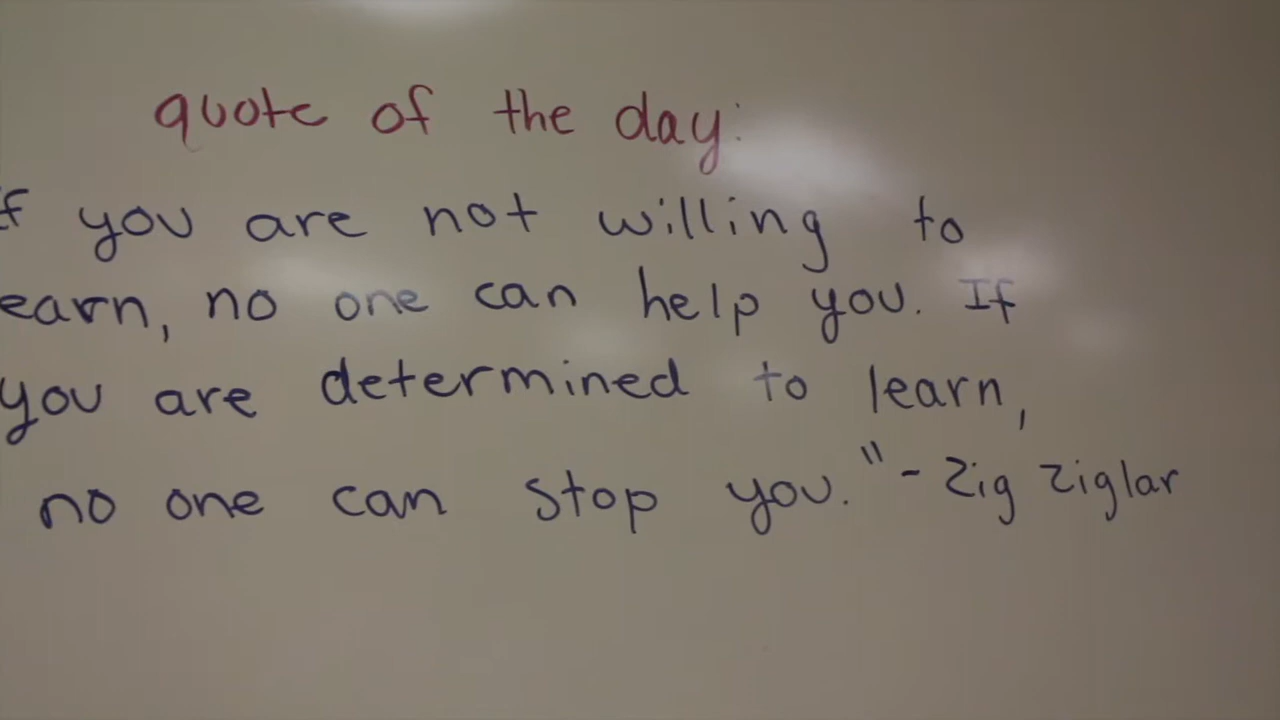 quote of the day:
f you are not willing to
earn, no one can help you. If
you are determined to learn,
no one can stop you." - Zig Ziglar